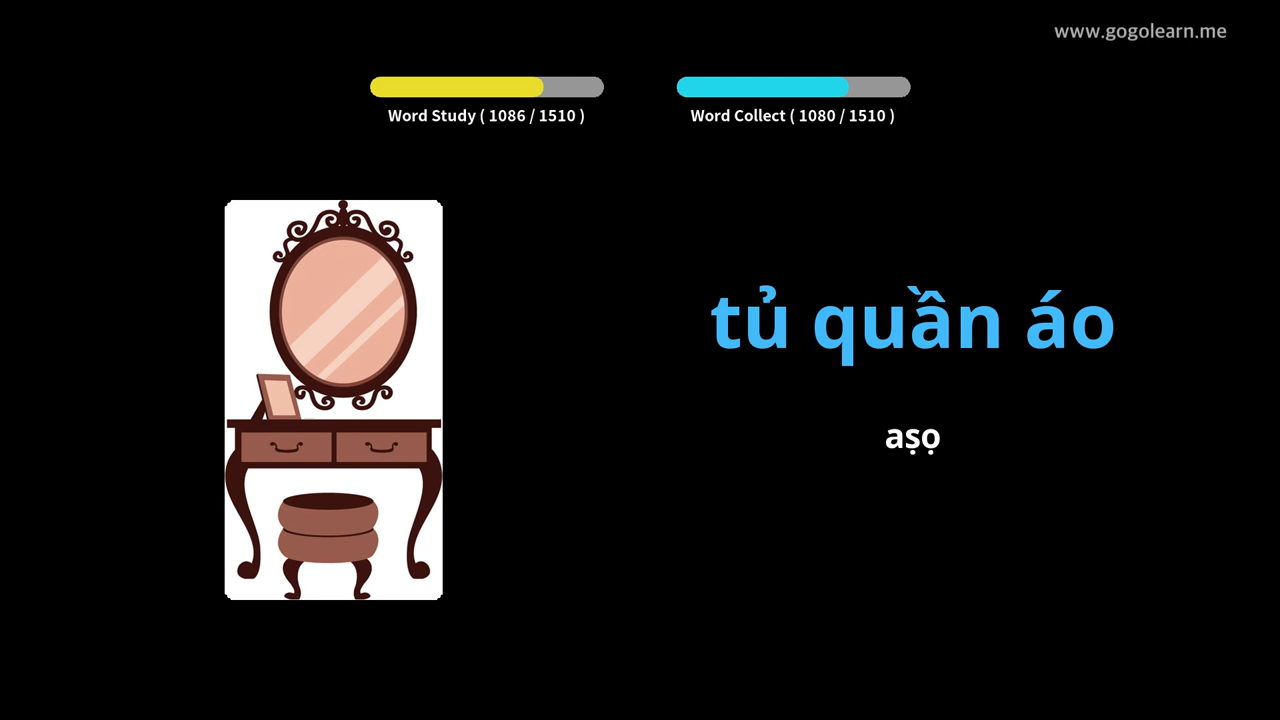 www.gogolearn.me
Word Study ( 1086 / 1510 )
Word Collect ( 1080 / 1510 )
tủ quần áo
aṣọ